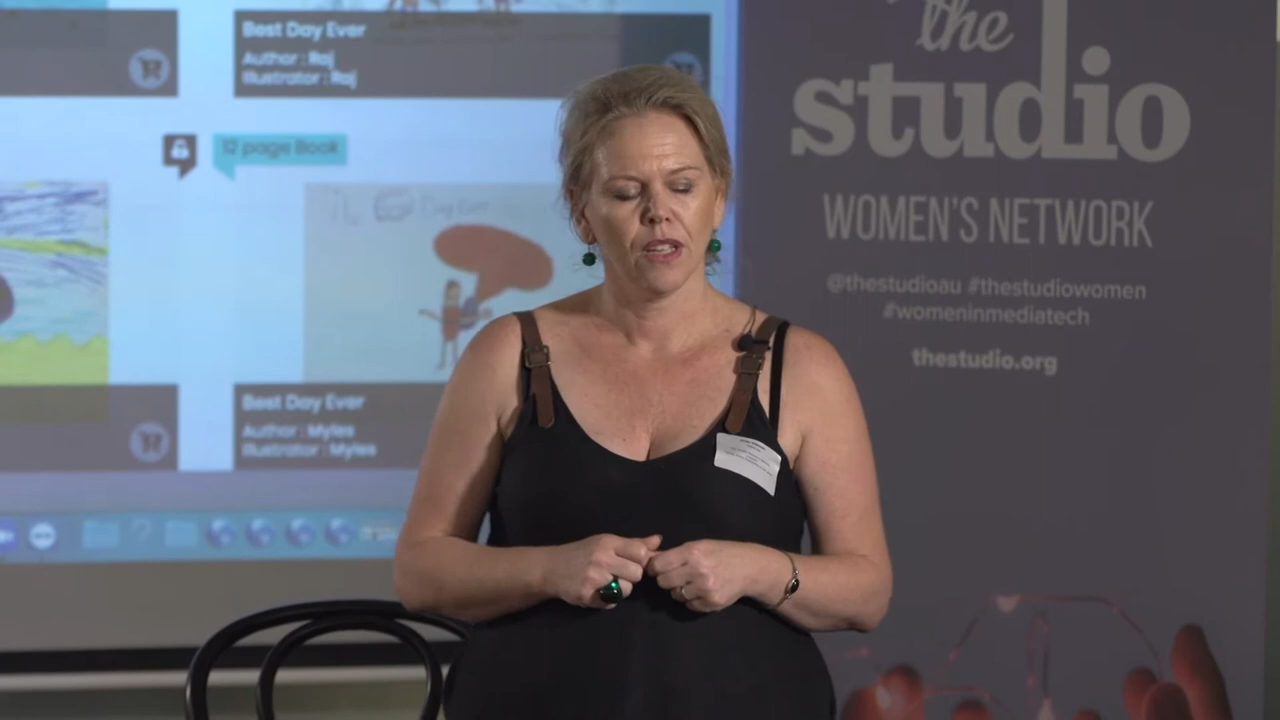 Best Day Ever
Author : Raj
Illustrator : Raj
12 page Book
Best Day Ever
Author : Myles
Illustrator : Myles
the
studio
WOMEN'S NETWORK
@thestudioau #thestudiowomen
#womeninmediatech
thestudio.org